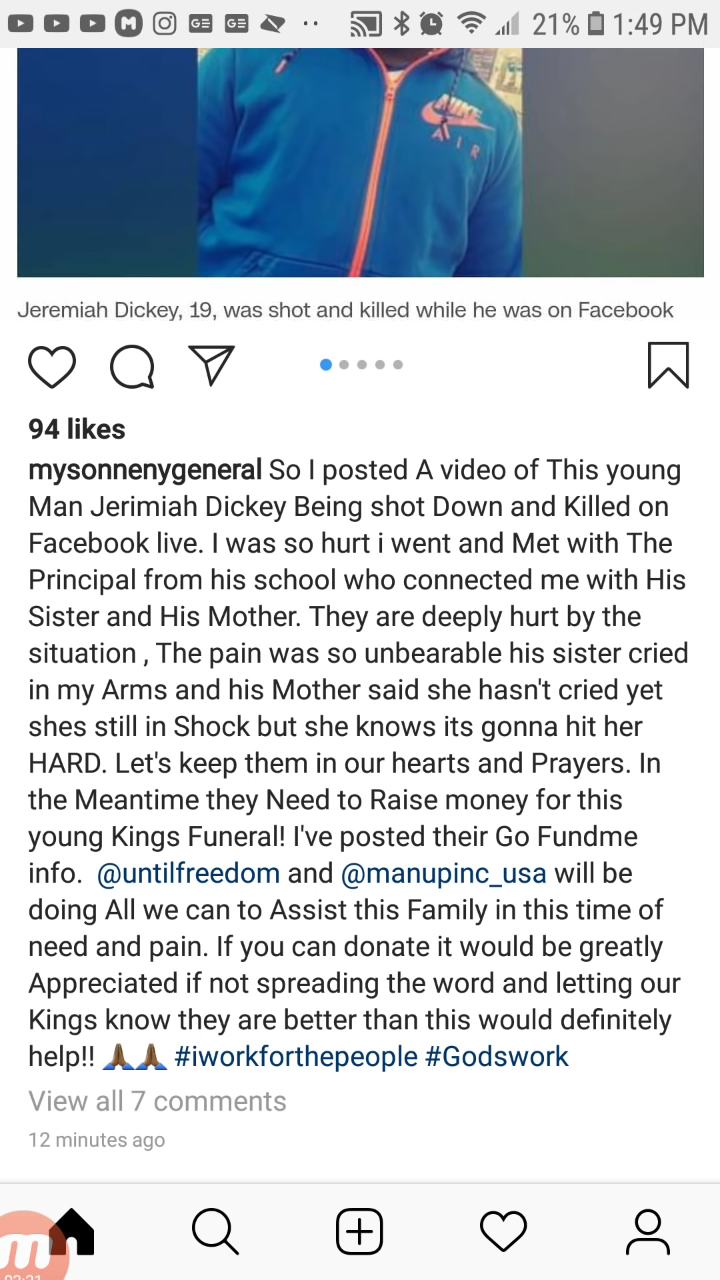 21% 1:49 PM
NIKE
AIR
Jeremiah Dickey, 19, was shot and killed while he was on Facebook
94 likes
mysonnenygeneral So I posted A video of This young
Man Jerimiah Dickey Being shot Down and Killed on
Facebook live. I was so hurt i went and Met with The
Principal from his school who connected me with His
Sister and His Mother. They are deeply hurt by the
situation , The pain was so unbearable his sister cried
in my Arms and his Mother said she hasn't cried yet
shes still in Shock but she knows its gonna hit her
HARD. Let's keep them in our hearts and Prayers. In
the Meantime they Need to Raise money for this
young Kings Funeral! I've posted their Go Fundme
info.  @untilfreedom and @manupinc_usa will be
doing All we can to Assist this Family in this time of
need and pain. If you can donate it would be greatly
Appreciated if not spreading the word and letting our
Kings know they are better than this would definitely
help!! 🙏🏾🙏🏾 #iworkforthepeople #Godswork
View all 7 comments
12 minutes ago